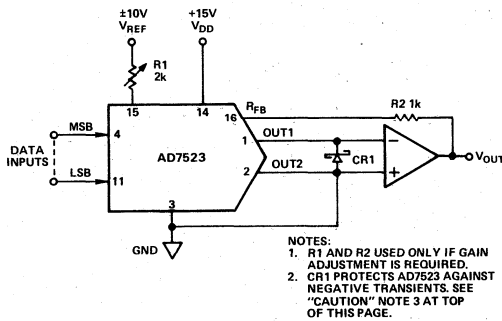 ±10V
VREF
+15V
VDD
R1
2k
15
14
RFB
16
R2 1k
MSB
4
OUT1
1
−
DATA
INPUTS
AD7523
CR1
VOUT
LSB
11
OUT2
2
+
3
GND
NOTES:
1. R1 AND R2 USED ONLY IF GAIN
ADJUSTMENT IS REQUIRED.
2. CR1 PROTECTS AD7523 AGAINST
NEGATIVE TRANSIENTS. SEE
"CAUTION" NOTE 3 AT TOP
OF THIS PAGE.